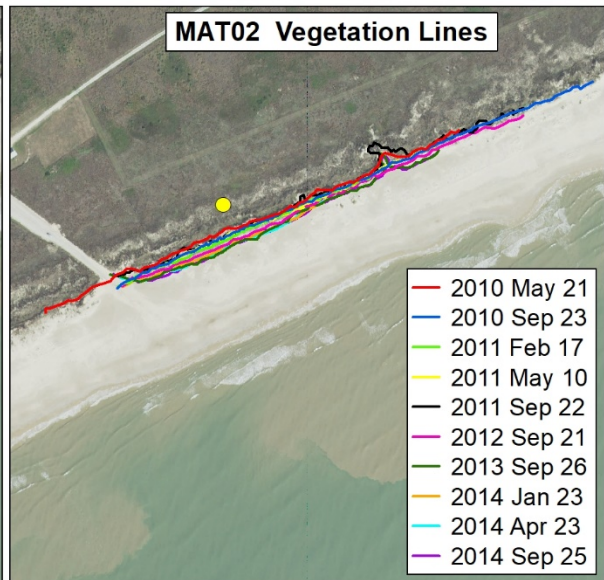 MAT02 Vegetation Lines
2010 May 21
2010 Sep 23
2011 Feb 17
2011 May 10
2011 Sep 22
2012 Sep 21
2013 Sep 26
2014 Jan 23
2014 Apr 23
2014 Sep 25